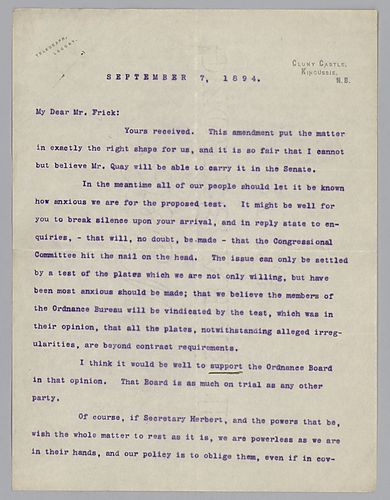 TELEGRAPH,
LAGGAN.
CLUNY CASTLE,
KINGUSSIE,
N.B.
SEPTEMBER 7, 1894.
My Dear Mr. Frick:
Yours received. This amendment put the matter
in exactly the right shape for us, and it is so fair that I cannot
but believe Mr. Quay will be able to carry it in the Senate.
In the meantime all of our people should let it be known
how anxious we are for the proposed test. It might be well for
you to break silence upon your arrival, and in reply state to en-
quiries, - that will, no doubt, be made - that the Congressional
Committee hit the nail on the head. The issue can only be settled
by a test of the plates which we are not only willing, but have
been most anxious should be made; that we believe the members of
the Ordnance Bureau will be vindicated by the test, which was in
their opinion, that all the plates, notwithstanding alleged irreg-
ularities, are beyond contract requirements.
I think it would be well to support the Ordnance Board
in that opinion. That Board is as much on trial as any other
party.
Of course, if Secretary Herbert, and the powers that be,
wish the whole matter to rest as it is, we are powerless as we are
in their hands, and our policy is to oblige them, even if in cov-